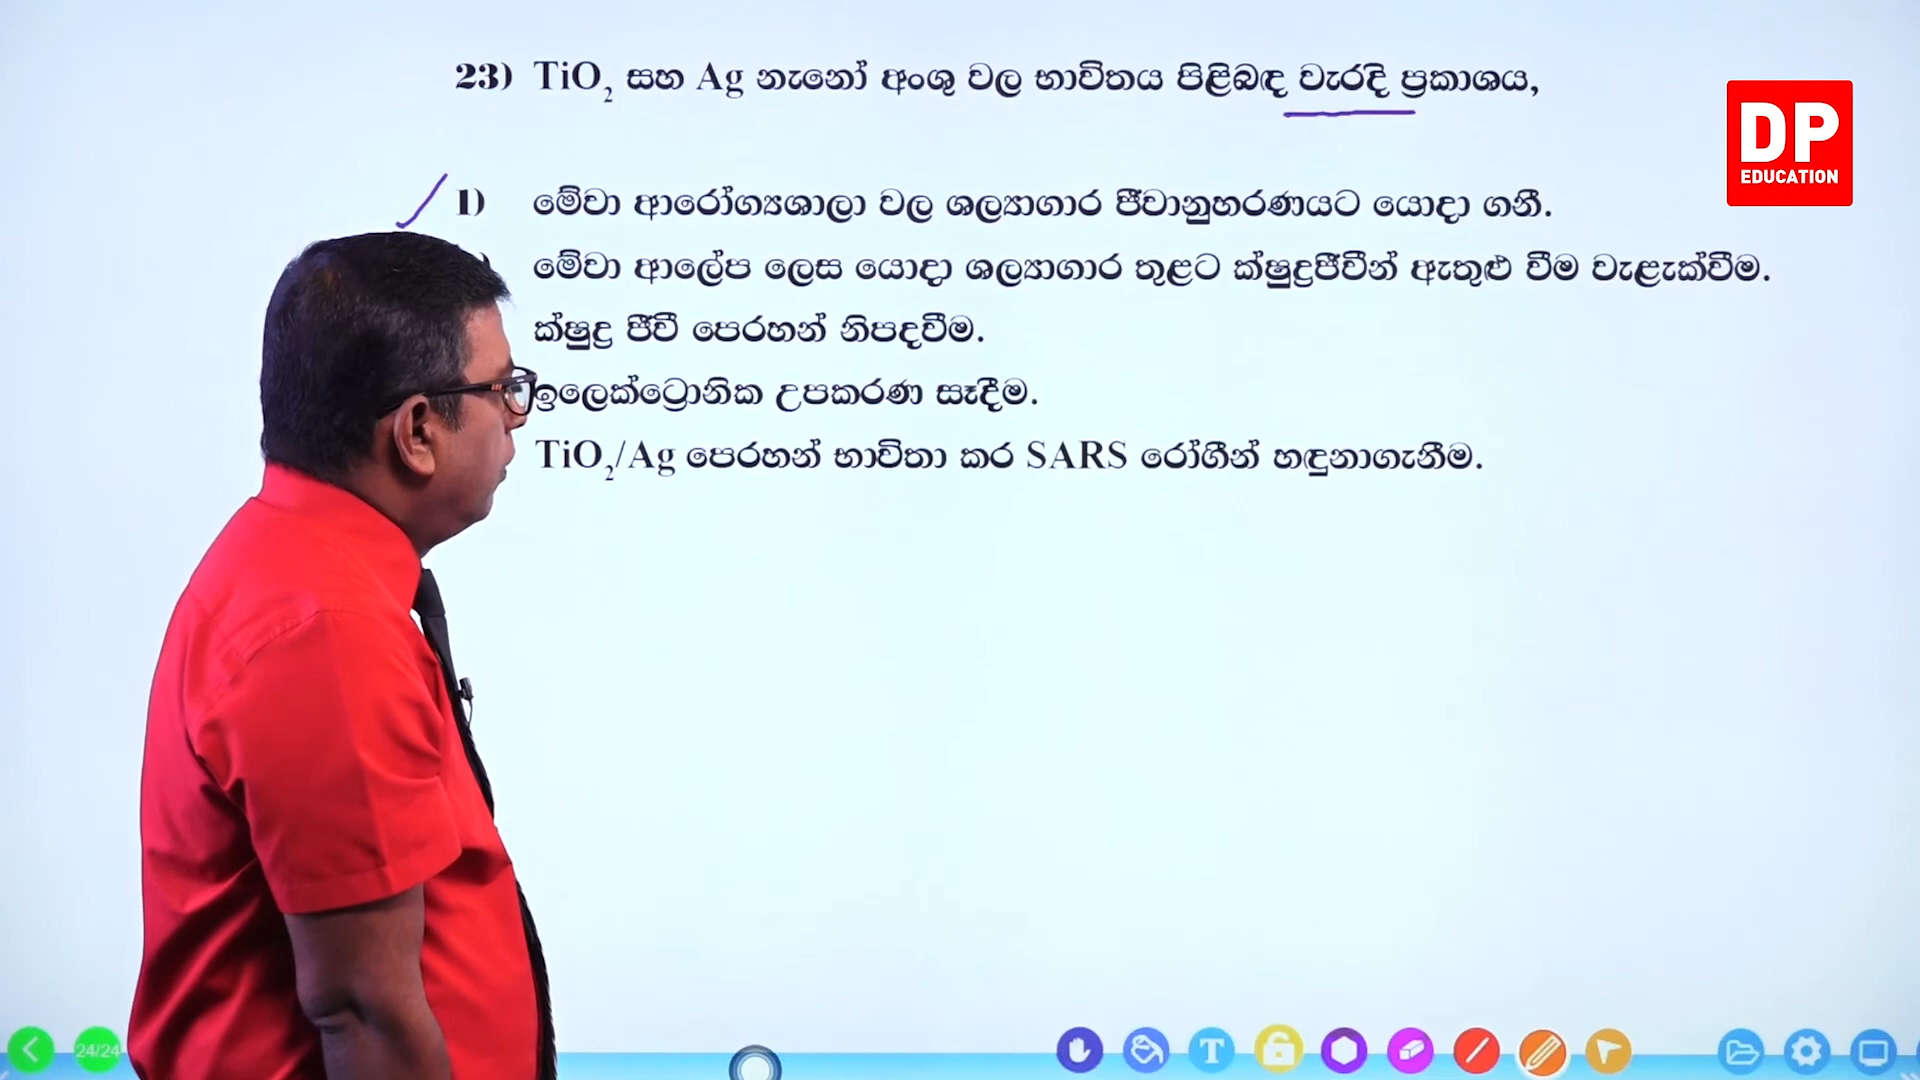 23) TiO₂ සහ Ag නැනෝ අංශු වල භාවිතය පිළිබඳ වැරදි ප්‍රකාශය,
DP
EDUCATION
1) මේවා ආරෝග්‍යශාලා වල ශල්‍යාගාර ජීවානුහරණයට යොදා ගනී.
මේවා ආලේප ලෙස යොදා ශල්‍යාගාර තුළට ක්ෂුද්‍රජීවීන් ඇතුළු වීම වැළැක්වීම.
ක්ෂුද්‍ර ජීවී පෙරහන් නිපදවීම.
ඉලෙක්ට්‍රොනික උපකරණ සෑදීම.
TiO₂/Ag පෙරහන් භාවිතා කර SARS රෝගීන් හඳුනාගැනීම.
24/24
T